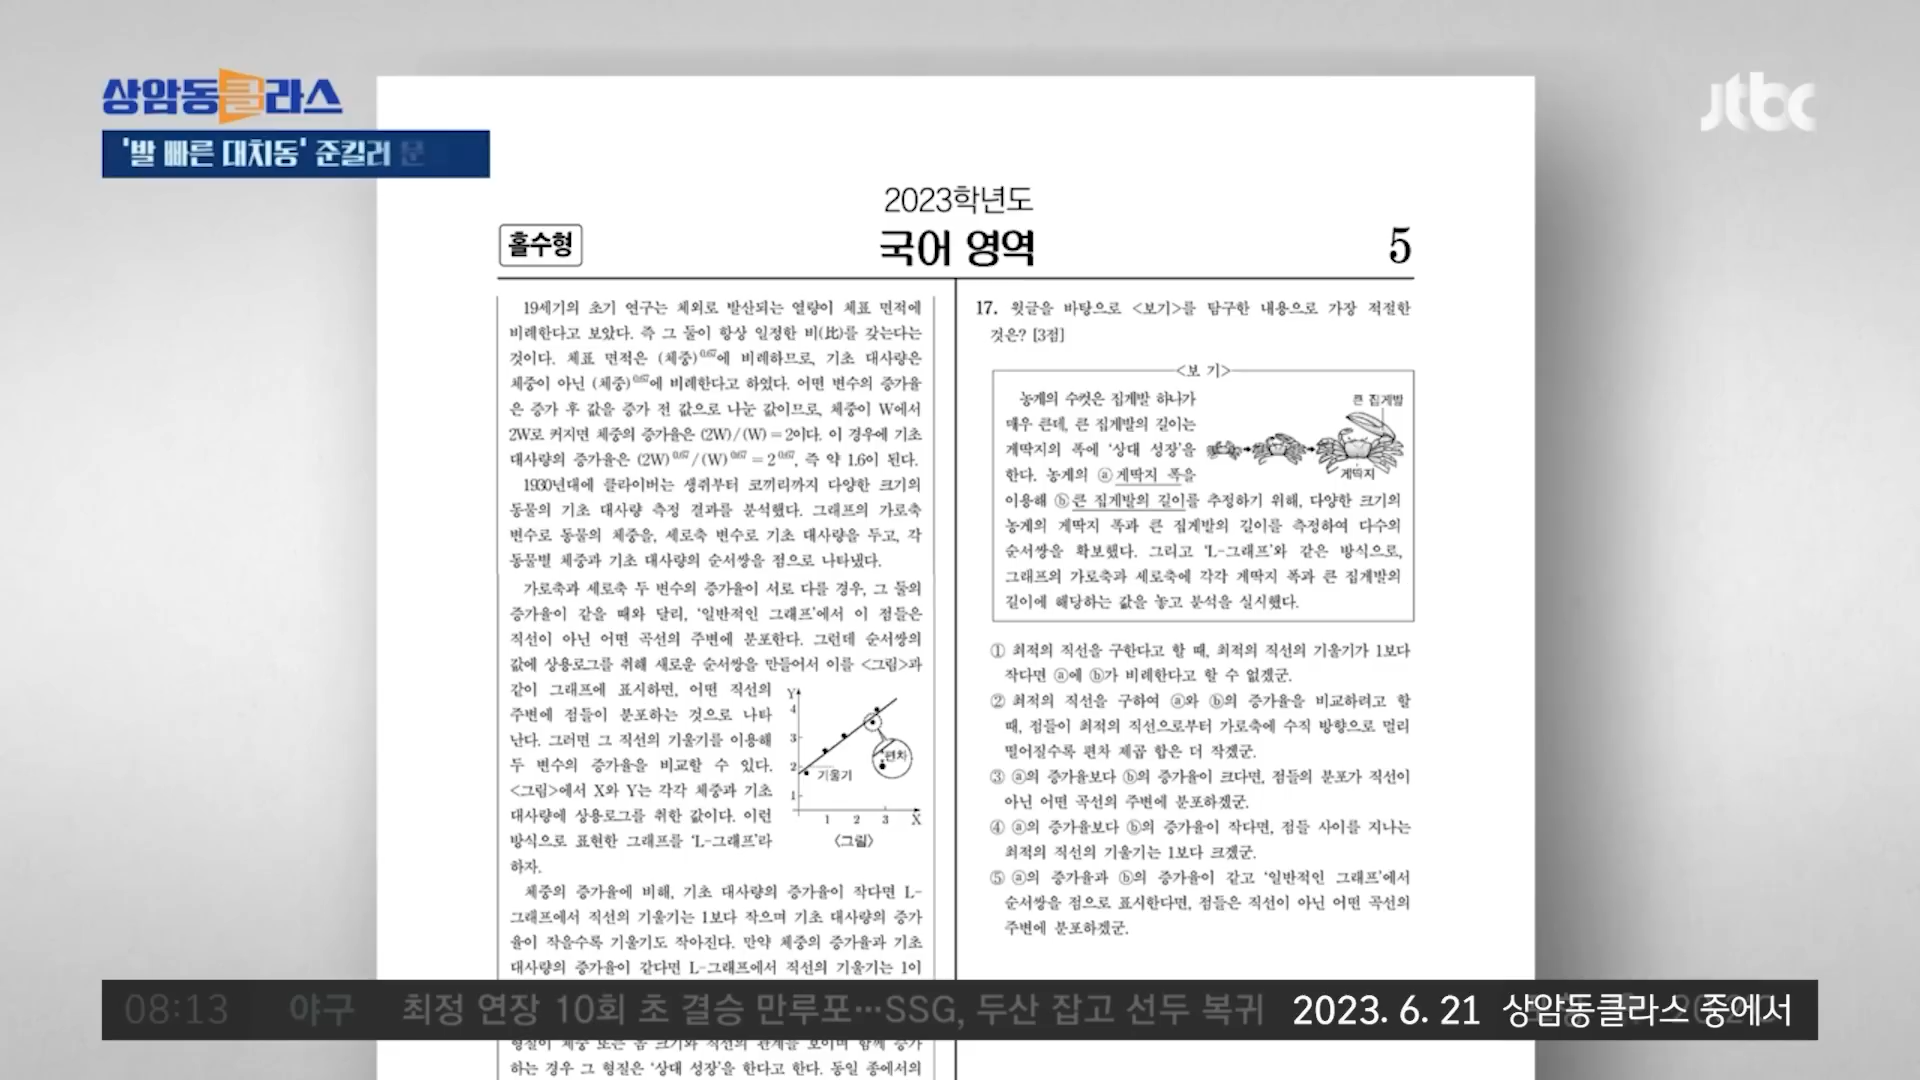 상암동클라스
jtbc
'발 빠른 대치동' 준킬러
2023학년도
홀수형
국어 영역
5
19세기의 초기 연구는 체외로 발산되는 열량이 체표 면적에
비례한다고 보았다. 즉 그 둘이 항상 일정한 비(比)를 갖는다는
것이다. 체표 면적은 (체중)^0.67에 비례하므로, 기초 대사량은
체중이 아닌 (체중)^0.67에 비례한다고 하였다. 어떤 변수의 증가율
은 증가 후 값을 증가 전 값으로 나눈 값이므로, 체중이 W에서
2W로 커지면 체중의 증가율은 (2W)/(W)=2이다. 이 경우에 기초
대사량의 증가율은 (2W)^0.67/(W)^0.67=2^0.67, 즉 약 1.6이 된다.
1930년대에 클라이버는 생쥐부터 코끼리까지 다양한 크기의
동물의 기초 대사량 측정 결과를 분석했다. 그래프의 가로축
변수로 동물의 체중을, 세로축 변수로 기초 대사량을 두고, 각
동물별 체중과 기초 대사량의 순서쌍을 점으로 나타냈다.
가로축과 세로축 두 변수의 증가율이 서로 다를 경우, 그 둘의
증가율이 같을 때와 달리, '일반적인 그래프'에서 이 점들은
직선이 아닌 어떤 곡선의 주변에 분포한다. 그런데 순서쌍의
값에 상용로그를 취해 새로운 순서쌍을 만들어서 이를 <그림>과
같이 그래프에 표시하면, 어떤 직선의
주변에 점들이 분포하는 것으로 나타
난다. 그러면 그 직선의 기울기를 이용해
두 변수의 증가율을 비교할 수 있다.
<그림>에서 X와 Y는 각각 체중과 기초
대사량에 상용로그를 취한 값이다. 이런
방식으로 표현한 그래프를 'L-그래프'라
하자.
Y
4
3
2
1
편차
기울기
1 2 3 X
<그림>
체중의 증가율에 비해, 기초 대사량의 증가율이 작다면 L-
그래프에서 직선의 기울기는 1보다 작으며 기초 대사량의 증가
율이 작을수록 기울기도 작아진다. 만약 체중의 증가율과 기초
대사량의 증가율이 같다면 L-그래프에서 직선의 기울기는 1이
형질이 체중 또는 몸 크기와 직선의 관계를 보이며 함께 증가
하는 경우 그 형질은 '상대 성장'을 한다고 한다. 동일 종에서의
17. 윗글을 바탕으로 <보기>를 탐구한 내용으로 가장 적절한
것은? [3점]
<보 기>
농게의 수컷은 집게발 하나가
매우 큰데, 큰 집게발의 길이는
게딱지의 폭에 '상대 성장'을
한다. 농게의 ⓐ게딱지 폭을
이용해 ⓑ큰 집게발의 길이를 추정하기 위해, 다양한 크기의
농게의 게딱지 폭과 큰 집게발의 길이를 측정하여 다수의
순서쌍을 확보했다. 그리고 'L-그래프'와 같은 방식으로,
그래프의 가로축과 세로축에 각각 게딱지 폭과 큰 집게발의
길이에 해당하는 값을 놓고 분석을 실시했다.
큰 집게발
게딱지
① 최적의 직선을 구한다고 할 때, 최적의 직선의 기울기가 1보다
작다면 ⓐ에 ⓑ가 비례한다고 할 수 없겠군.
② 최적의 직선을 구하여 ⓐ와 ⓑ의 증가율을 비교하려고 할
때, 점들이 최적의 직선으로부터 가로축에 수직 방향으로 멀리
떨어질수록 편차 제곱 합은 더 작겠군.
③ ⓐ의 증가율보다 ⓑ의 증가율이 크다면, 점들의 분포가 직선이
아닌 어떤 곡선의 주변에 분포하겠군.
④ ⓐ의 증가율보다 ⓑ의 증가율이 작다면, 점들 사이를 지나는
최적의 직선의 기울기는 1보다 크겠군.
⑤ ⓐ의 증가율과 ⓑ의 증가율이 같고 '일반적인 그래프'에서
순서쌍을 점으로 표시한다면, 점들은 직선이 아닌 어떤 곡선의
주변에 분포하겠군.
08:13 야구 최정 연장 10회 초 결승 만루포…SSG, 두산 잡고 선두 복귀
2023. 6. 21 상암동클라스 중에서